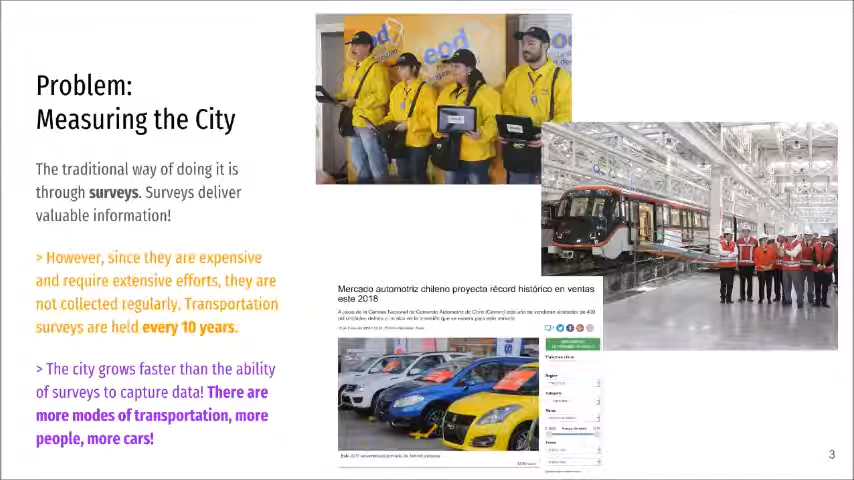 Problem:
Measuring the City
The traditional way of doing it is
through surveys. Surveys deliver
valuable information!
> However, since they are expensive
and require extensive efforts, they are
not collected regularly. Transportation
surveys are held every 10 years.
> The city grows faster than the ability
of surveys to capture data! There are
more modes of transportation, more
people, more cars!
eod
eod
Mercado automotriz chileno proyecta récord histórico en ventas
este 2018
3